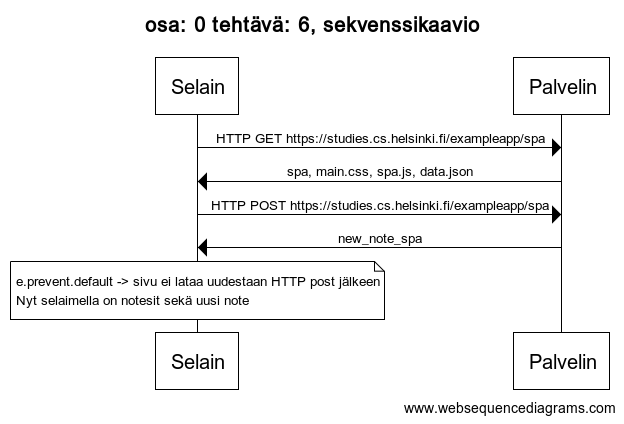 osa: 0 tehtävä: 6, sekvenssikaavio
Selain
Palvelin
HTTP GET https://studies.cs.helsinki.fi/exampleapp/spa
spa, main.css, spa.js, data.json
HTTP POST https://studies.cs.helsinki.fi/exampleapp/spa
new_note_spa
e.prevent.default -> sivu ei lataa uudestaan HTTP post jälkeen
Nyt selaimella on notesit sekä uusi note
Selain
Palvelin
www.websequencediagrams.com